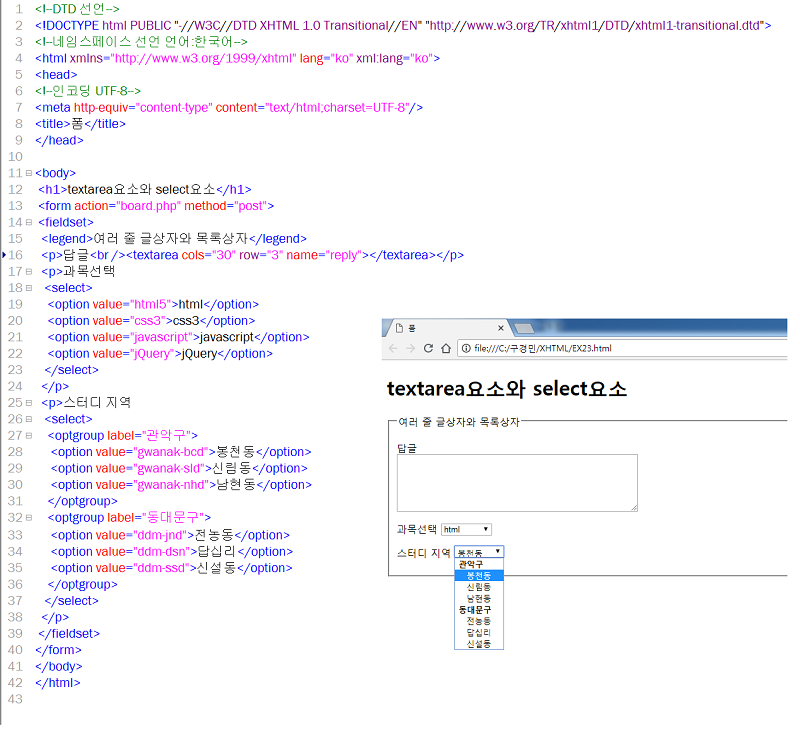 1 <!--DTD 선언-->
2 <!DOCTYPE html PUBLIC "-//W3C//DTD XHTML 1.0 Transitional//EN" "http://www.w3.org/TR/xhtml1/DTD/xhtml1-transitional.dtd">
3 <!--네임스페이스 선언 언어:한국어-->
4 <html xmlns="http://www.w3.org/1999/xhtml" lang="ko" xml:lang="ko">
5 <head>
6 <!--인코딩 UTF-8-->
7 <meta http-equiv="content-type" content="text/html;charset=UTF-8"/>
8 <title>폼</title>
9 </head>
10
11 <body>
12 <h1>textarea요소와 select요소</h1>
13 <form action="board.php" method="post">
14 <fieldset>
15 <legend>여러 줄 글상자와 목록상자</legend>
16 <p>답글<br/><textarea cols="30" row="3" name="reply"></textarea></p>
17 <p>과목선택
18 <select>
19 <option value="html5">html</option>
20 <option value="css3">css3</option>
21 <option value="javascript">javascript</option>
22 <option value="jQuery">jQuery</option>
23 </select>
24 </p>
25 <p>스터디 지역
26 <select>
27 <optgroup label="관악구">
28 <option value="gwanak-bcd">봉천동</option>
29 <option value="gwanak-sld">신림동</option>
30 <option value="gwanak-nhd">남현동</option>
31 </optgroup>
32 <optgroup label="동대문구">
33 <option value="ddm-jnd">전농동</option>
34 <option value="ddm-dsn">답십리</option>
35 <option value="ddm-ssd">신설동</option>
36 </optgroup>
37 </select>
38 </p>
39 </fieldset>
40 </form>
41 </body>
42 </html>
43
폼
file:///C:/구경민/XHTML/EX23.html
textarea요소와 select요소
여러 줄 글상자와 목록상자
답글
과목선택 html
스터디 지역 봉천동
관악구
봉천동
신림동
남현동
동대문구
전농동
답십리
신설동